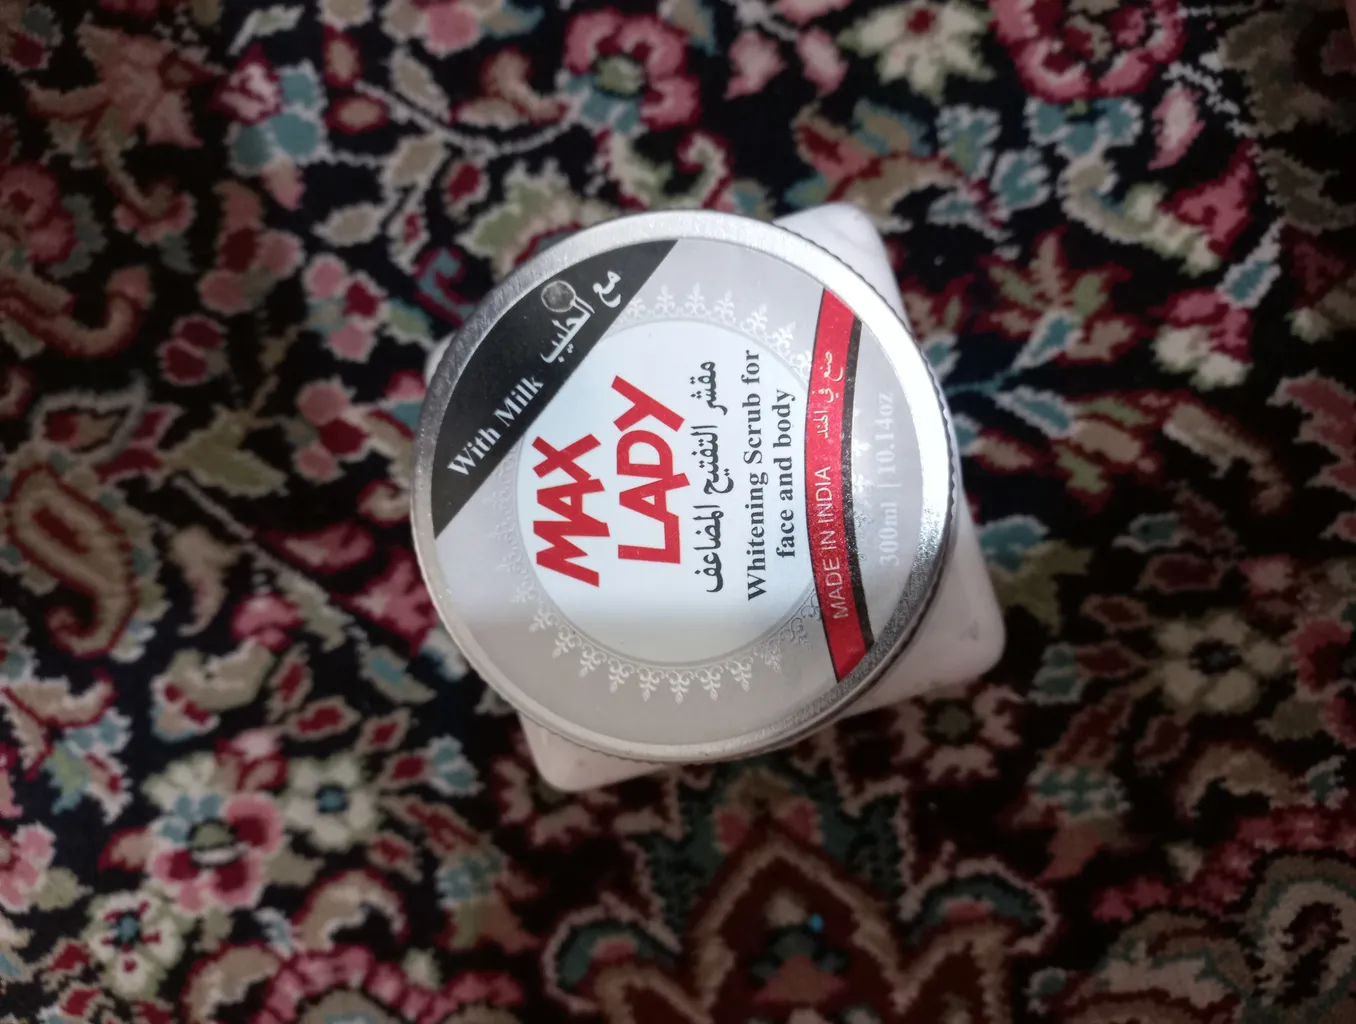 With Milk مع الحليب
MAX
LADY
مقشر التفتيح المضاعف
Whitening Scrub for
face and body
MADE IN INDIA صنع في الهند
300ml | 10.14oz